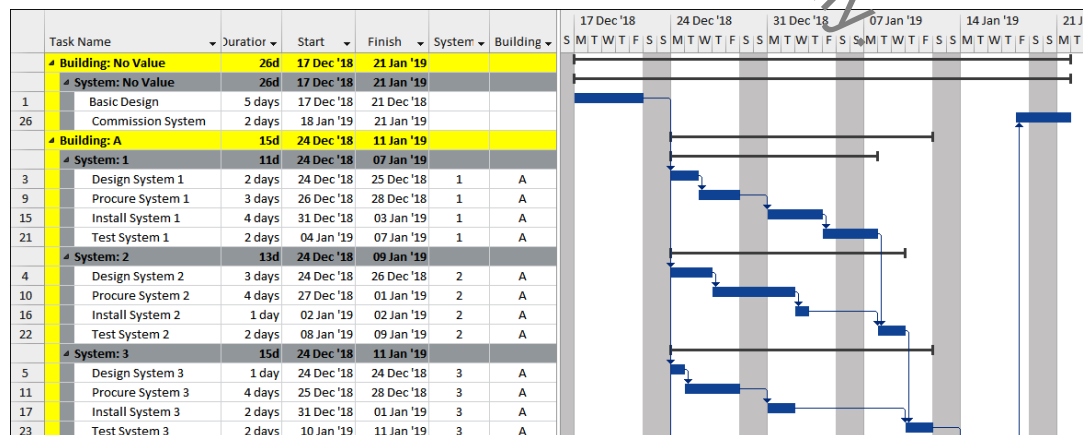 17 Dec '18 24 Dec '18 31 Dec '18 07 Jan '19 14 Jan '19 21 J
Task Name Duration Start Finish System Building S M T W T F S S M T W T F S S M T W T F S S M T W T F S S M T W T F S S M T
Building: No Value 26d 17 Dec '18 21 Jan '19
System: No Value 26d 17 Dec '18 21 Jan '19
1 Basic Design 5 days 17 Dec '18 21 Dec '18
26 Commission System 2 days 18 Jan '19 21 Jan '19
Building: A 15d 24 Dec '18 11 Jan '19
System: 1 11d 24 Dec '18 07 Jan '19
3 Design System 1 2 days 24 Dec '18 25 Dec '18 1 A
9 Procure System 1 3 days 26 Dec '18 28 Dec '18 1 A
15 Install System 1 4 days 31 Dec '18 03 Jan '19 1 A
21 Test System 1 2 days 04 Jan '19 07 Jan '19 1 A
System: 2 13d 24 Dec '18 09 Jan '19
4 Design System 2 3 days 24 Dec '18 26 Dec '18 2 A
10 Procure System 2 4 days 27 Dec '18 01 Jan '19 2 A
16 Install System 2 1 day 02 Jan '19 02 Jan '19 2 A
22 Test System 2 2 days 08 Jan '19 09 Jan '19 2 A
System: 3 15d 24 Dec '18 11 Jan '19
5 Design System 3 1 day 24 Dec '18 24 Dec '18 3 A
11 Procure System 3 4 days 25 Dec '18 28 Dec '18 3 A
17 Install System 3 2 days 31 Dec '18 01 Jan '19 3 A
23 Test System 3 2 days 10 Jan '19 11 Jan '19 3 A